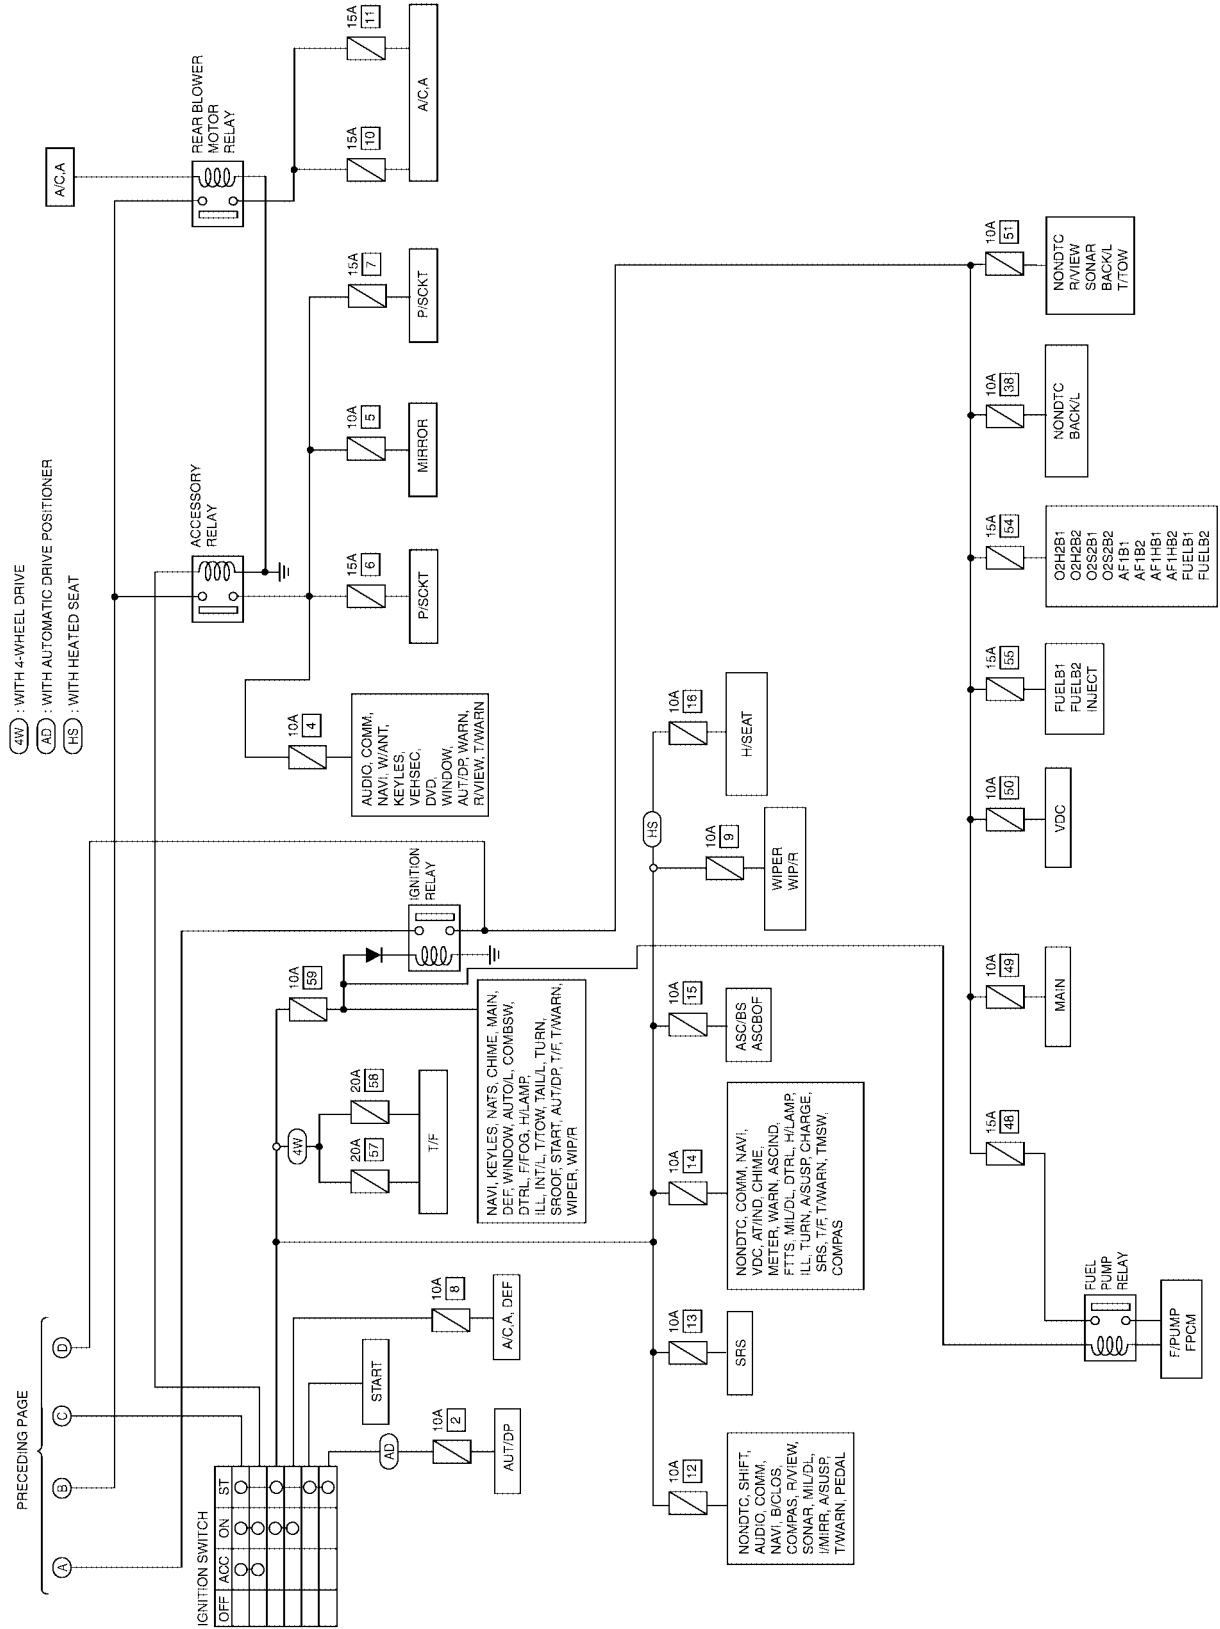 4W : WITH 4-WHEEL DRIVE
AD : WITH AUTOMATIC DRIVE POSITIONER
HS : WITH HEATED SEAT
PRECEDING PAGE
A
B
C
D
IGNITION SWITCH
OFF ACC ON ST
A/C,A
REAR BLOWER
MOTOR
RELAY
ACCESSORY
RELAY
15A
11
15A
10
A/C,A
15A
7
P/SCKT
10A
5
MIRROR
15A
6
P/SCKT
10A
4
AUDIO, COMM,
NAVI, W/ANT,
KEYLES,
VEHSEC,
DVD,
WINDOW,
AUT/DP, WARN,
R/VIEW, T/WARN
IGNITION
RELAY
10A
59
NAVI, KEYLES, NATS, CHIME, MAIN,
DEF, WINDOW, AUTO/L, COMBSW,
DTRL, F/FOG, H/LAMP,
ILL, INT/L, T/TOW, TAIL/L, TURN,
SROOF, START, AUT/DP, T/F, T/WARN,
WIPER, WIP/R
4W
20A
58
20A
57
T/F
10A
8
A/C,A, DEF
START
AD
10A
2
AUT/DP
HS
10A
16
H/SEAT
10A
9
WIPER
WIP/R
10A
15
ASC/BS
ASCBOF
10A
14
NONDTC, COMM, NAVI,
VDC, AT/IND, CHIME,
METER, WARN, ASCIND,
FTTS, MIL/DL, DTRL, H/LAMP,
ILL, TURN, A/SUSP, CHARGE,
SRS, T/F, T/WARN, TMSW,
COMPAS
10A
13
SRS
10A
12
NONDTC, SHIFT,
AUDIO, COMM,
NAVI, B/CLOS,
COMPAS, R/VIEW,
SONAR, MIL/DL,
I/MIRR, A/SUSP,
T/WARN, PEDAL
10A
51
NONDTC
R/VIEW
SONAR
BACK/L
T/TOW
10A
38
NONDTC
BACK/L
15A
54
O2H2B1
O2H2B2
O2S2B1
O2S2B2
AF1B1
AF1B2
AF1HB1
AF1HB2
FUELB1
FUELB2
15A
55
FUELB1
FUELB2
INJECT
10A
50
VDC
10A
49
MAIN
15A
48
FUEL
PUMP
RELAY
F/PUMP
FPCM